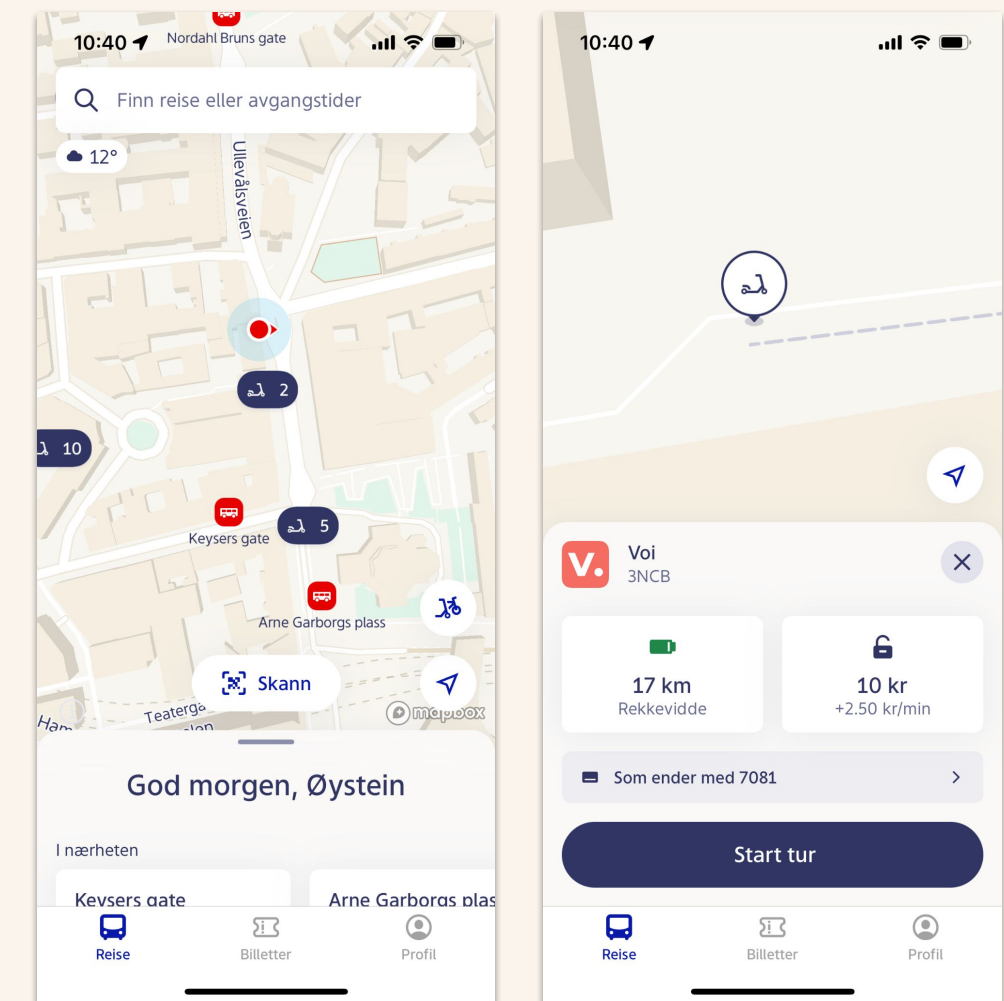 Nordahl Bruns gate
10:40
Finn reise eller avgangstider
12°
Ullevålsveien
2
10
Keysers gate
5
Arne Garborgs plass
Skann
Teaterga
mapbox
God morgen, Øystein
I nærheten
Keysers gate
Arne Garborgs plas
Reise
Billetter
Profil
10:40
V.
Voi
3NCB
17 km
Rekkevidde
10 kr
+2.50 kr/min
Som ender med 7081
Start tur
Reise
Billetter
Profil